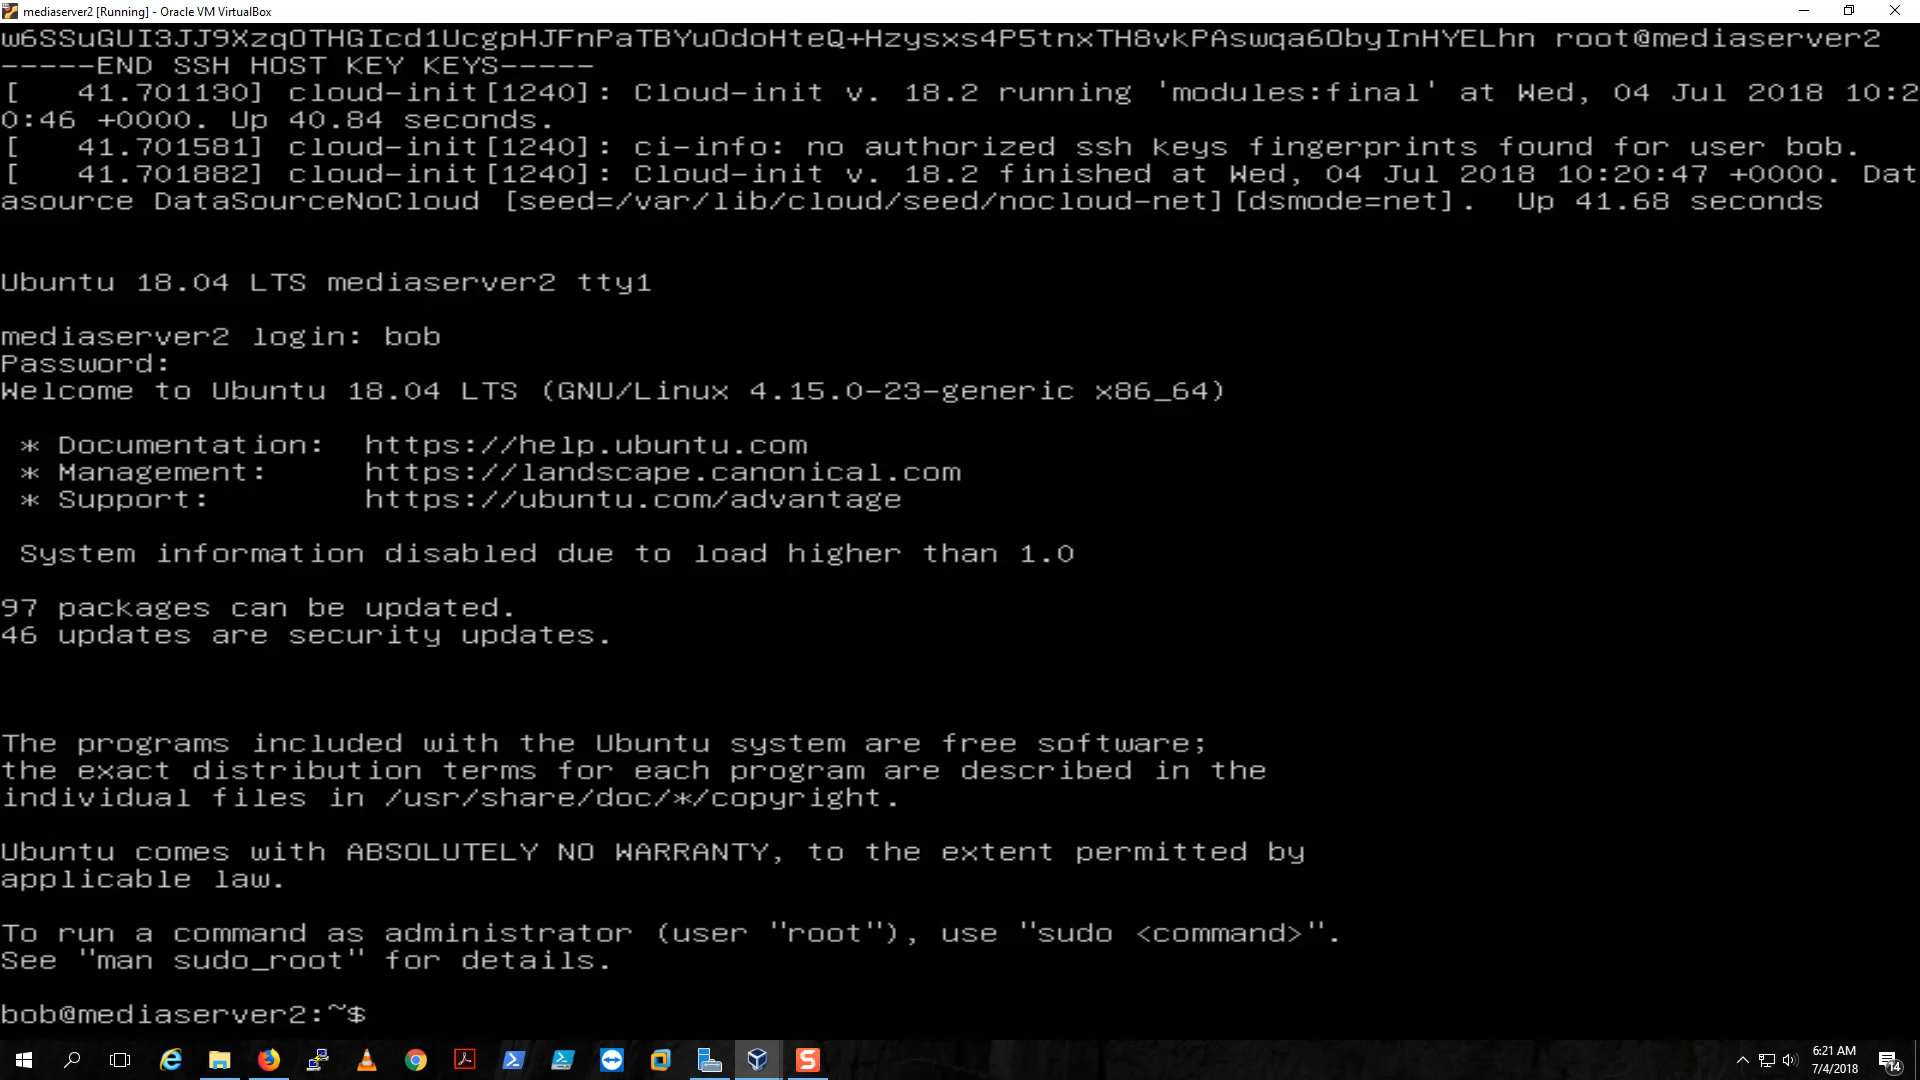 mediaserver2 [Running] - Oracle VM VirtualBox
w6SSuGUI3JJ9XzqOTHGIcd1UcgpHJFnPaTBYuOdoHteQ+Hzysxs4P5tnxTH8vkPAswqa6ObyInHYELhn root@mediaserver2
-----END SSH HOST KEY KEYS-----
[   41.701130] cloud-init[1240]: Cloud-init v. 18.2 running 'modules:final' at Wed, 04 Jul 2018 10:2
0:46 +0000. Up 40.84 seconds.
[   41.701581] cloud-init[1240]: ci-info: no authorized ssh keys fingerprints found for user bob.
[   41.701882] cloud-init[1240]: Cloud-init v. 18.2 finished at Wed, 04 Jul 2018 10:20:47 +0000. Dat
asource DataSourceNoCloud [seed=/var/lib/cloud/seed/nocloud-net][dsmode=net].  Up 41.68 seconds
Ubuntu 18.04 LTS mediaserver2 tty1
mediaserver2 login: bob
Password:
Welcome to Ubuntu 18.04 LTS (GNU/Linux 4.15.0-23-generic x86_64)
 * Documentation:  https://help.ubuntu.com
 * Management:     https://landscape.canonical.com
 * Support:        https://ubuntu.com/advantage
 System information disabled due to load higher than 1.0
97 packages can be updated.
46 updates are security updates.
The programs included with the Ubuntu system are free software;
the exact distribution terms for each program are described in the
individual files in /usr/share/doc/*/copyright.
Ubuntu comes with ABSOLUTELY NO WARRANTY, to the extent permitted by
applicable law.
To run a command as administrator (user "root"), use "sudo <command>".
See "man sudo_root" for details.
bob@mediaserver2:~$
6:21 AM
7/4/2018
14